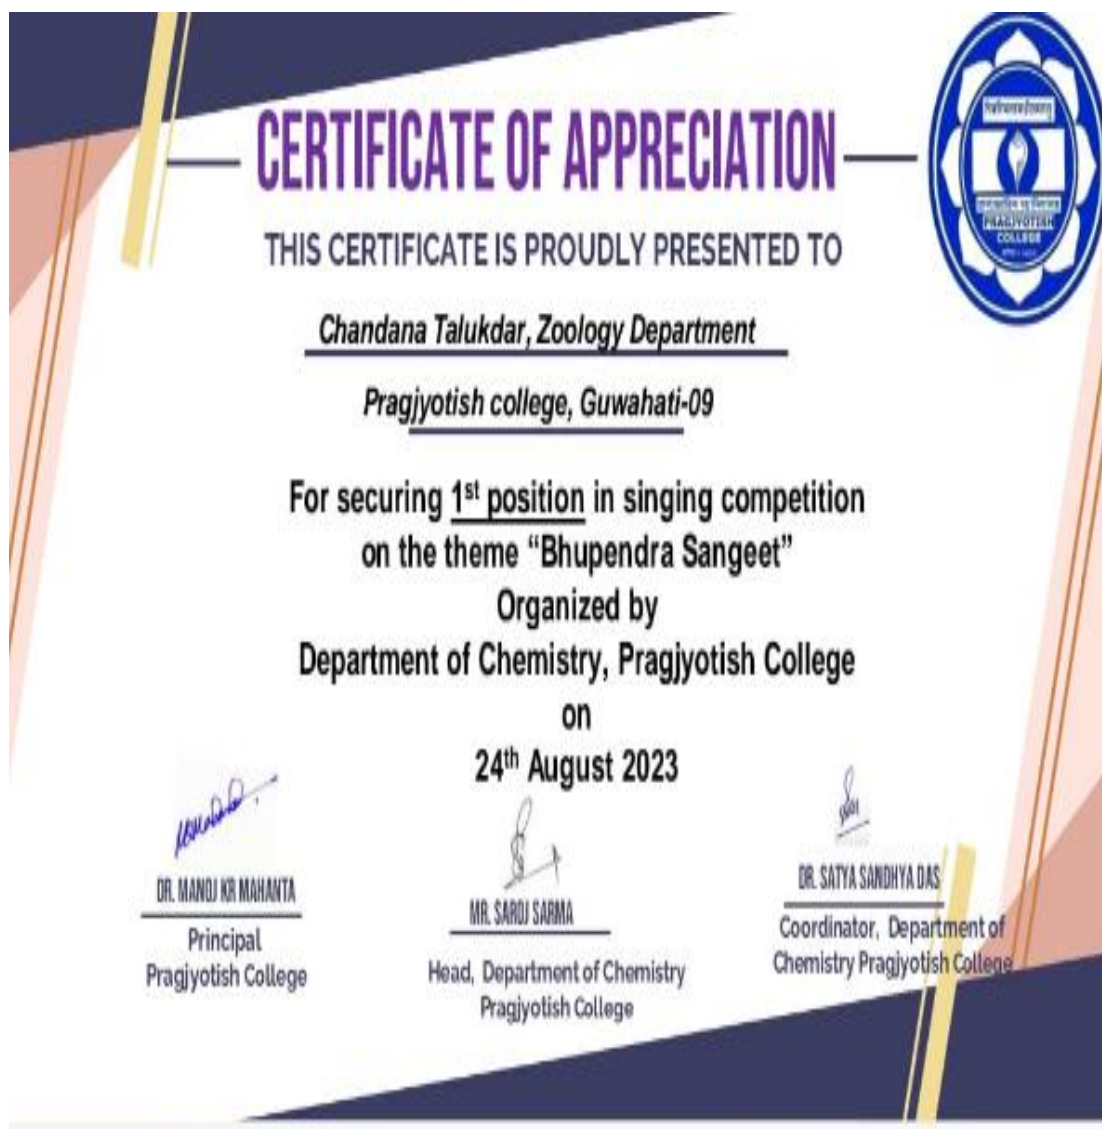 CERTIFICATE OF APPRECIATION
THIS CERTIFICATE IS PROUDLY PRESENTED TO
PRAGJYOTISH
COLLEGE
Chandana Talukdar, Zoology Department
Pragjyotish college, Guwahati-09
For securing 1st position in singing competition
on the theme “Bhupendra Sangeet”
Organized by
Department of Chemistry, Pragjyotish College
on
24th August 2023
DR. MANOJ KR MAHANTA
Principal
Pragjyotish College
MR. SAROJ SARMA
Head, Department of Chemistry
Pragjyotish College
DR. SATYA SANDHYA DAS
Coordinator, Department of
Chemistry Pragjyotish College